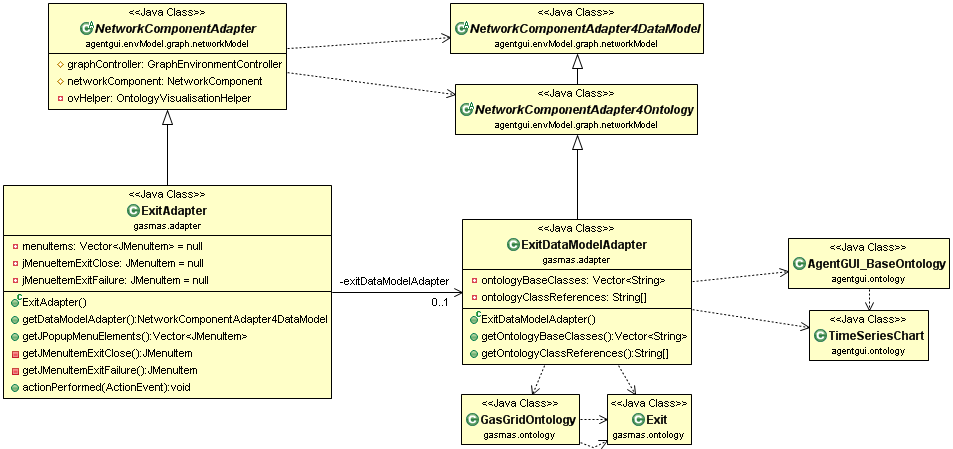 <<Java Class>>
NetworkComponentAdapter
agentgui.envModel.graph.networkModel
graphController: GraphEnvironmentController
networkComponent: NetworkComponent
ovHelper: OntologyVisualisationHelper
<<Java Class>>
NetworkComponentAdapter4DataModel
agentgui.envModel.graph.networkModel
<<Java Class>>
NetworkComponentAdapter4Ontology
agentgui.envModel.graph.networkModel
<<Java Class>>
ExitAdapter
gasmas.adapter
menuItems: Vector<JMenuItem> = null
jMenueItemExitClose: JMenuItem = null
jMenueItemExitFailure: JMenuItem = null
ExitAdapter()
getDataModelAdapter():NetworkComponentAdapter4DataModel
getJPopupMenuElements():Vector<JMenuItem>
getJMenuItemExitClose():JMenuItem
getJMenuItemExitFailure():JMenuItem
actionPerformed(ActionEvent):void
-exitDataModelAdapter
0..1
<<Java Class>>
ExitDataModelAdapter
gasmas.adapter
ontologyBaseClasses: Vector<String>
ontologyClassReferences: String[]
ExitDataModelAdapter()
getOntologyBaseClasses():Vector<String>
getOntologyClassReferences():String[]
<<Java Class>>
AgentGUI_BaseOntology
agentgui.ontology
<<Java Class>>
TimeSeriesChart
agentgui.ontology
<<Java Class>>
GasGridOntology
gasmas.ontology
<<Java Class>>
Exit
gasmas.ontology